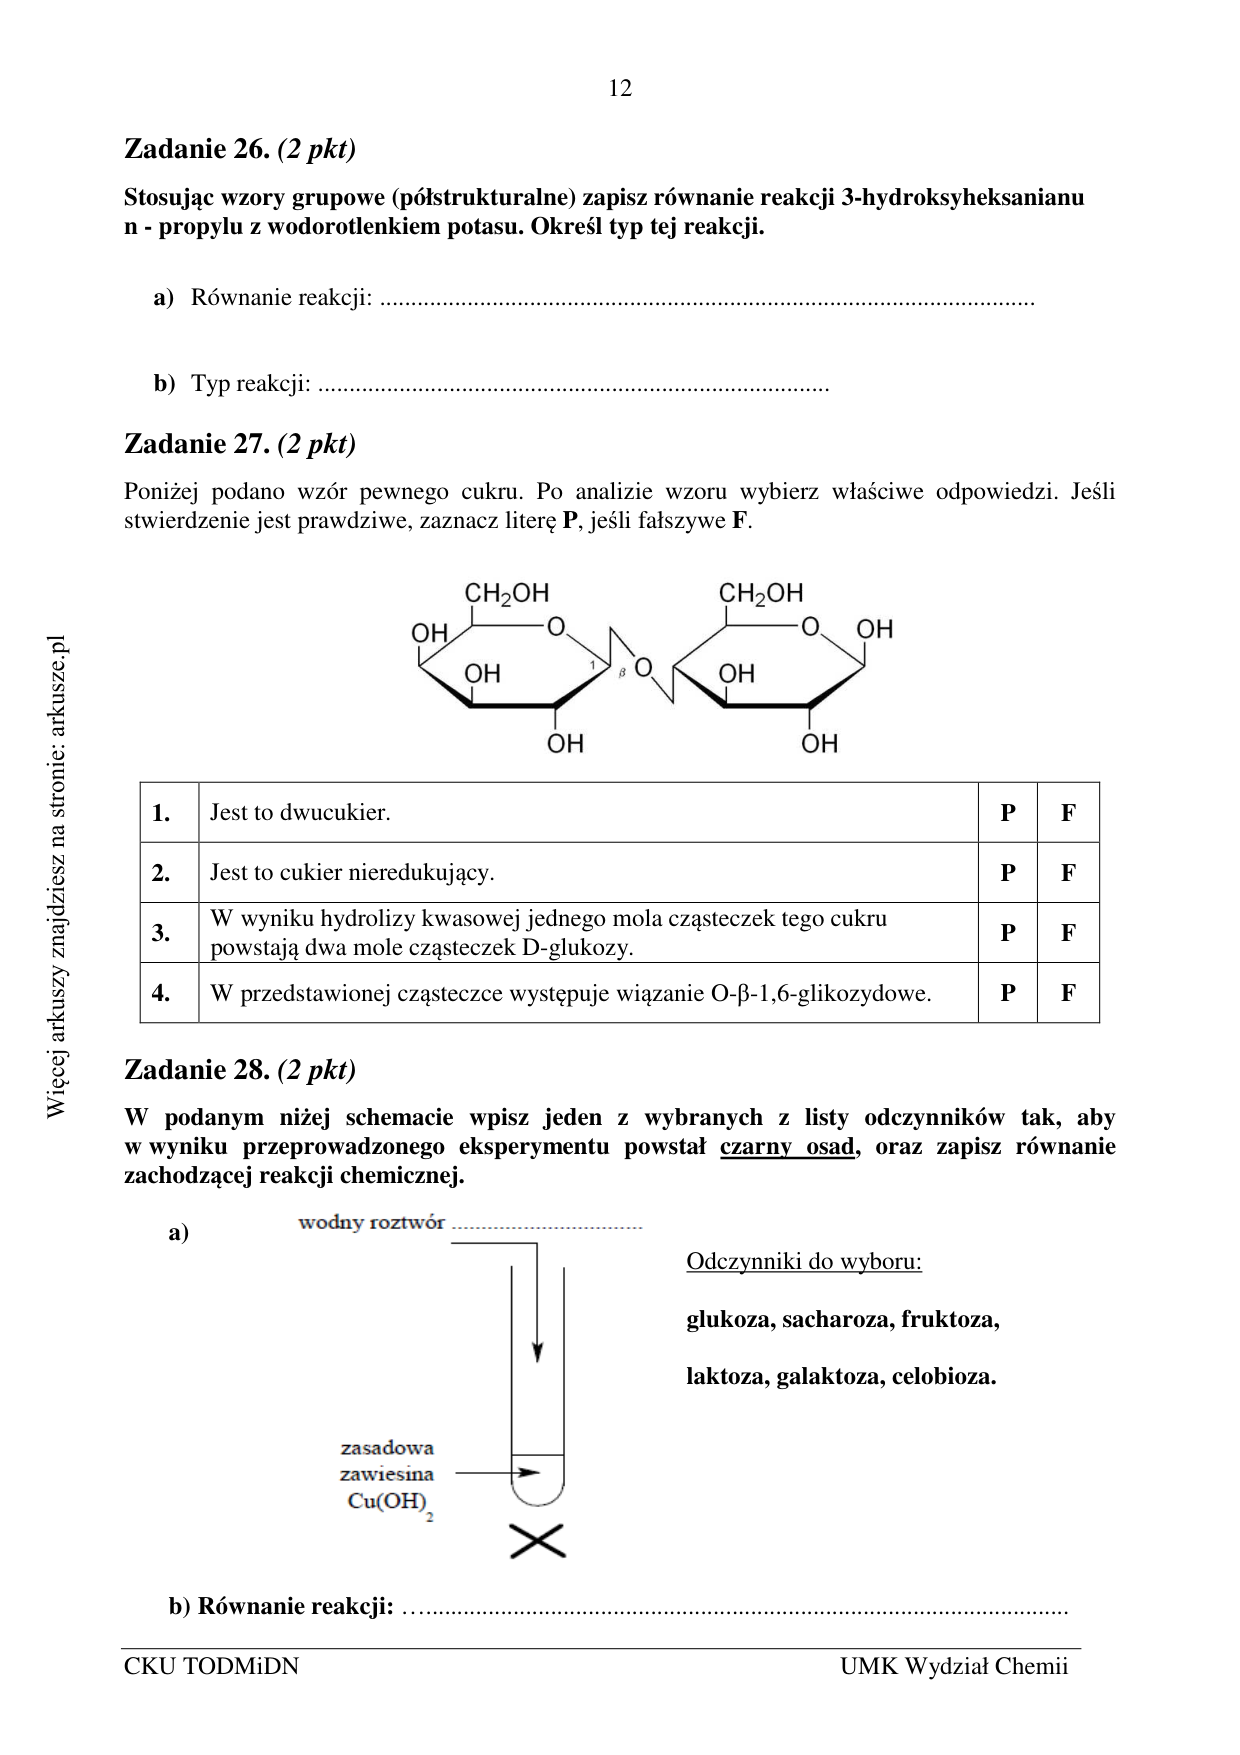 12
Zadanie 26. (2 pkt)
Stosując wzory grupowe (półstrukturalne) zapisz równanie reakcji 3-hydroksyheksanianu
n - propylu z wodorotlenkiem potasu. Określ typ tej reakcji.
a) Równanie reakcji: .........................................................................................................
b) Typ reakcji: ..................................................................................
Zadanie 27. (2 pkt)
Poniżej podano wzór pewnego cukru. Po analizie wzoru wybierz właściwe odpowiedzi. Jeśli
stwierdzenie jest prawdziwe, zaznacz literę P, jeśli fałszywe F.
CH2OH CH2OH
OH O O OH
OH 1 β O OH
OH OH
1. Jest to dwucukier. P F
2. Jest to cukier nieredukujący. P F
3. W wyniku hydrolizy kwasowej jednego mola cząsteczek tego cukru
powstają dwa mole cząsteczek D-glukozy. P F
4. W przedstawionej cząsteczce występuje wiązanie O-β-1,6-glikozydowe. P F
Zadanie 28. (2 pkt)
W podanym niżej schemacie wpisz jeden z wybranych z listy odczynników tak, aby
w wyniku przeprowadzonego eksperymentu powstał czarny osad, oraz zapisz równanie
zachodzącej reakcji chemicznej.
a) wodny roztwór ................................
Odczynniki do wyboru:
glukoza, sacharoza, fruktoza,
laktoza, galaktoza, celobioza.
zasadowa
zawiesina
Cu(OH)2
b) Równanie reakcji: ….......................................................................................................
CKU TODMiDN UMK Wydział Chemii
Więcej arkuszy znajdziesz na stronie: arkusze.pl